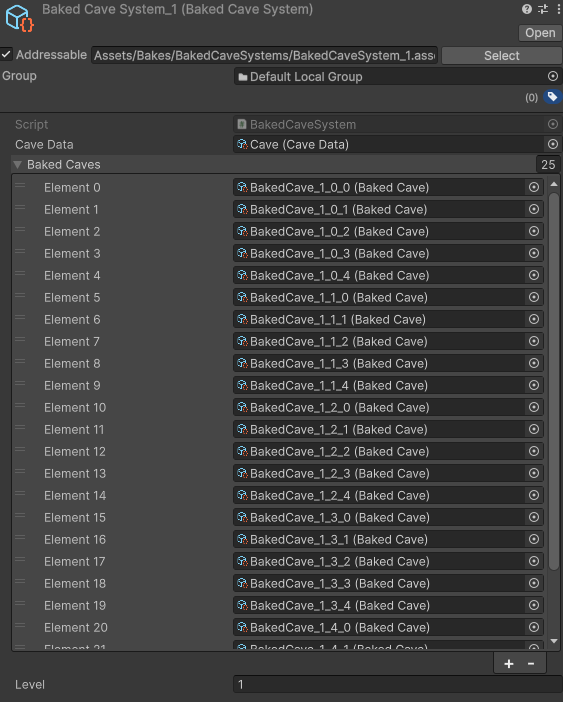 Baked Cave System_1 (Baked Cave System)
Open
Addressable Assets/Bakes/BakedCaveSystems/BakedCaveSystem_1.ass Select
Group Default Local Group
(0)
Script BakedCaveSystem
Cave Data Cave (Cave Data)
Baked Caves 25
Element 0 BakedCave_1_0_0 (Baked Cave)
Element 1 BakedCave_1_0_1 (Baked Cave)
Element 2 BakedCave_1_0_2 (Baked Cave)
Element 3 BakedCave_1_0_3 (Baked Cave)
Element 4 BakedCave_1_0_4 (Baked Cave)
Element 5 BakedCave_1_1_0 (Baked Cave)
Element 6 BakedCave_1_1_1 (Baked Cave)
Element 7 BakedCave_1_1_2 (Baked Cave)
Element 8 BakedCave_1_1_3 (Baked Cave)
Element 9 BakedCave_1_1_4 (Baked Cave)
Element 10 BakedCave_1_2_0 (Baked Cave)
Element 11 BakedCave_1_2_1 (Baked Cave)
Element 12 BakedCave_1_2_2 (Baked Cave)
Element 13 BakedCave_1_2_3 (Baked Cave)
Element 14 BakedCave_1_2_4 (Baked Cave)
Element 15 BakedCave_1_3_0 (Baked Cave)
Element 16 BakedCave_1_3_1 (Baked Cave)
Element 17 BakedCave_1_3_2 (Baked Cave)
Element 18 BakedCave_1_3_3 (Baked Cave)
Element 19 BakedCave_1_3_4 (Baked Cave)
Element 20 BakedCave_1_4_0 (Baked Cave)
Element 21 BakedCave_1_4_1 (Baked Cave)
+ -
Level 1